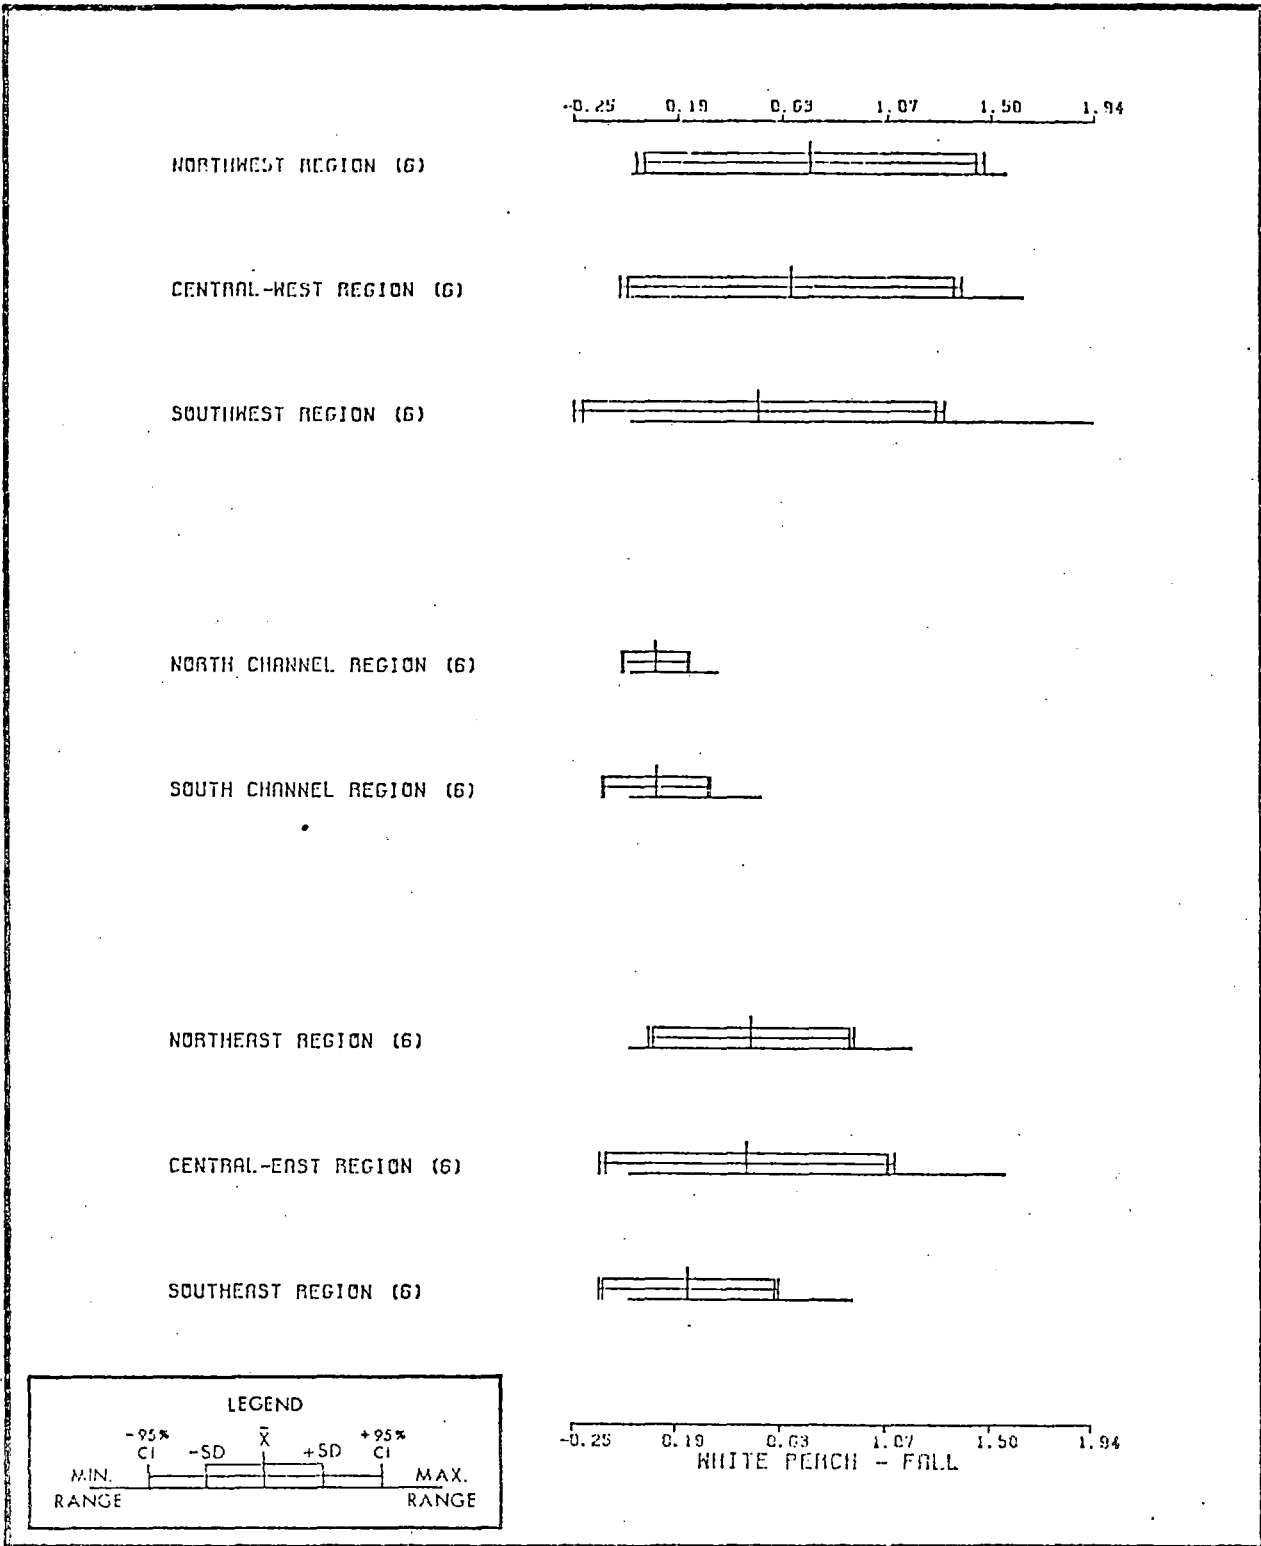 -0.25 0.19 0.63 1.07 1.50 1.94
NORTHWEST REGION (6)
CENTRAL-WEST REGION (6)
SOUTHWEST REGION (6)
NORTH CHANNEL REGION (6)
SOUTH CHANNEL REGION (6)
NORTHEAST REGION (6)
CENTRAL-EAST REGION (6)
SOUTHEAST REGION (6)
-0.25 0.19 0.63 1.07 1.50 1.94
WHITE PERCH - FALL
LEGEND
-95% X̄ +95%
CI -SD +SD CI
MIN. MAX.
RANGE RANGE